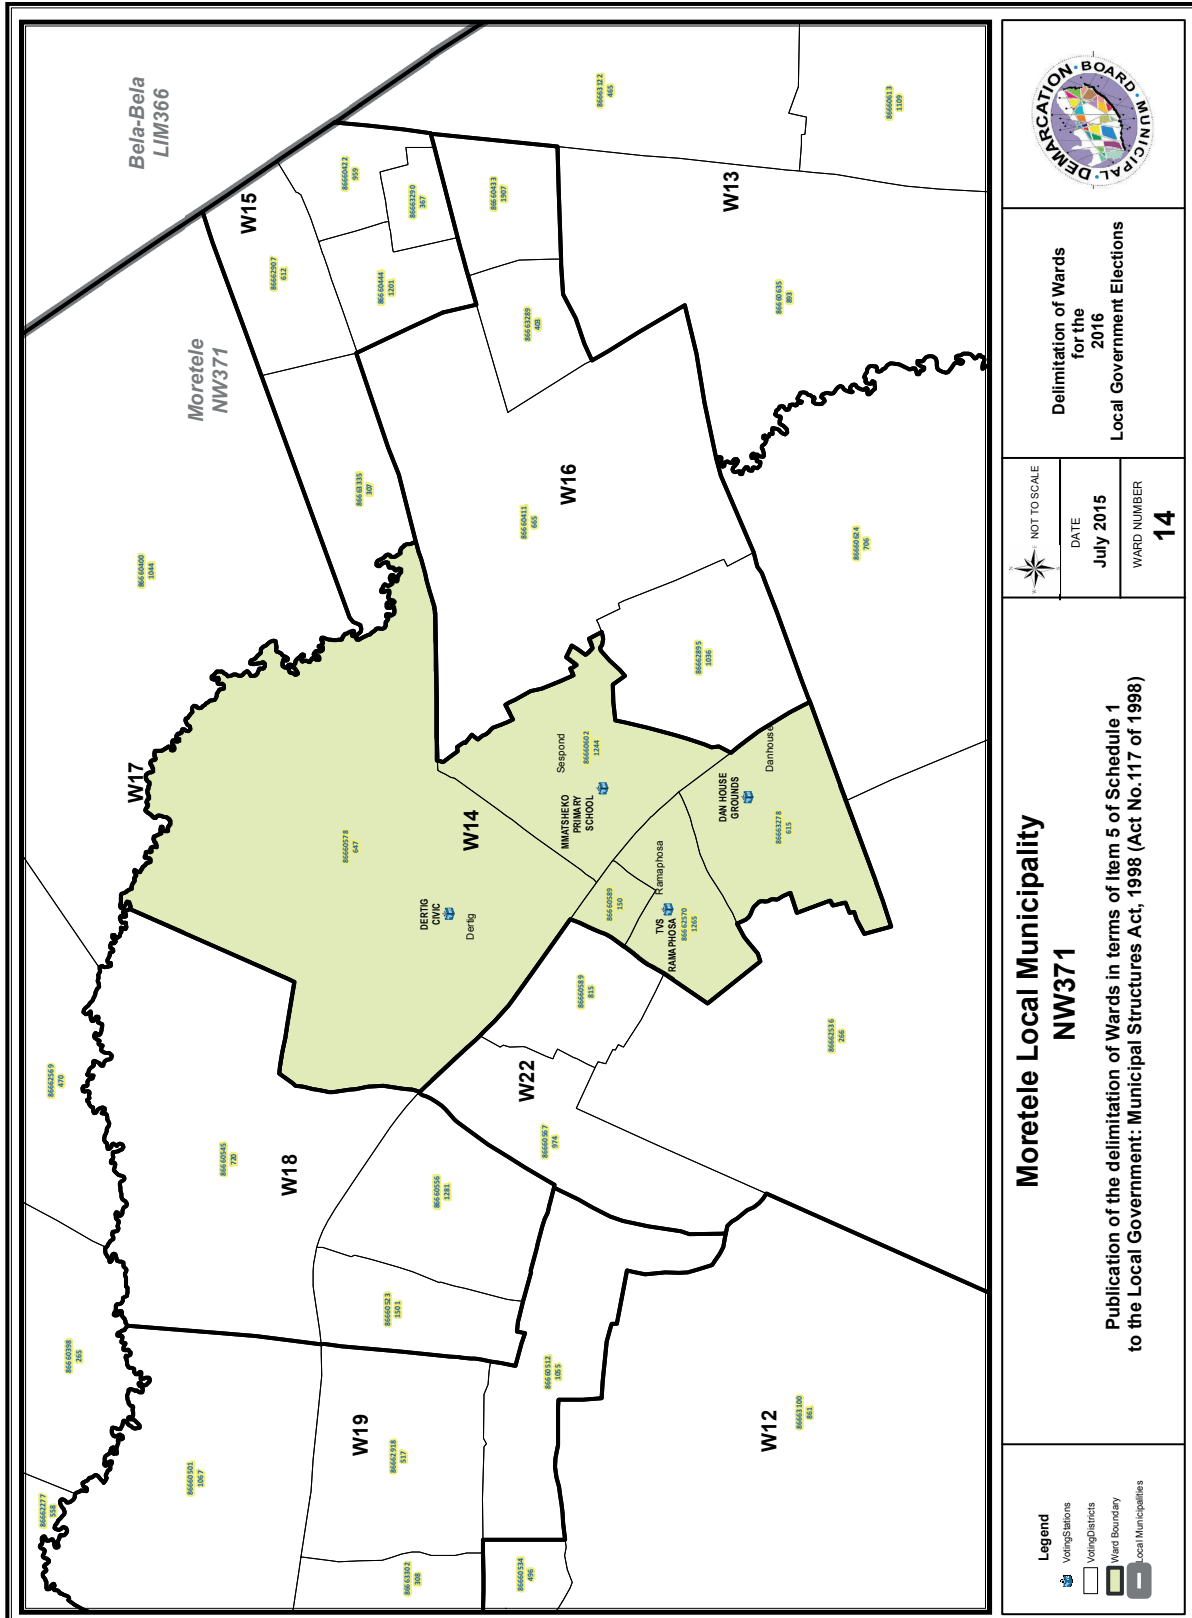 Bela-Bela
LIM366
Moretele
NW371
W15
86660422
959
86663290
367
86662907
612
86660444
1201
86660433
1907
86663289
403
86663122
465
86660613
1109
W13
86660635
893
86660400
1044
86663335
307
W16
86660411
665
86660624
706
86662895
1036
W17
86660578
647
W14
DERTIG
CIVIC
Dertig
Sespond
86660602
1244
MMATSHEKO
PRIMARY
SCHOOL
DAN HOUSE
GROUNDS
Danhouse
86663278
615
Ramaphosa
86660589
150
TVS
RAMAPHOSA
86662570
1265
86660589
815
86662536
266
W22
86660567
974
86662569
470
86660545
720
W18
86660556
1281
86660523
1501
86660398
265
86660512
1055
86660501
1067
W19
86662918
517
W12
86663100
861
86662277
558
86663302
308
86660534
496
MUNICIPAL DEMARCATION BOARD
Delimitation of Wards
for the
2016
Local Government Elections
N
E
S
W
NOT TO SCALE
DATE
July 2015
WARD NUMBER
14
Moretele Local Municipality
NW371
Publication of the delimitation of Wards in terms of Item 5 of Schedule 1
to the Local Government: Municipal Structures Act, 1998 (Act No.117 of 1998)
Legend
VotingStations
VotingDistricts
Ward Boundary
Local Municipalities